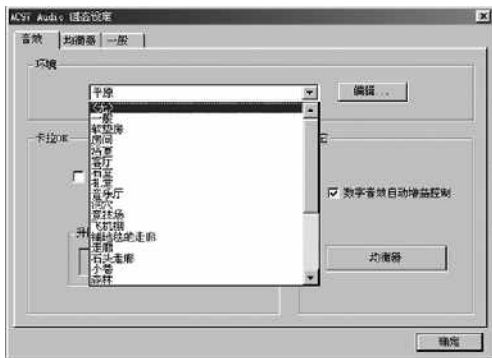 AC97 Audio 组态设定
音效 均衡器 一般
环境
平原
编辑 ...
一般
软垫房
房间
浴室
客厅
石室
礼堂
音乐厅
洞穴
竞技场
飞机棚
铺地毯的走廊
走廊
石头走廊
小巷
森林
卡拉OK
数字音效自动增益控制
均衡器
确定